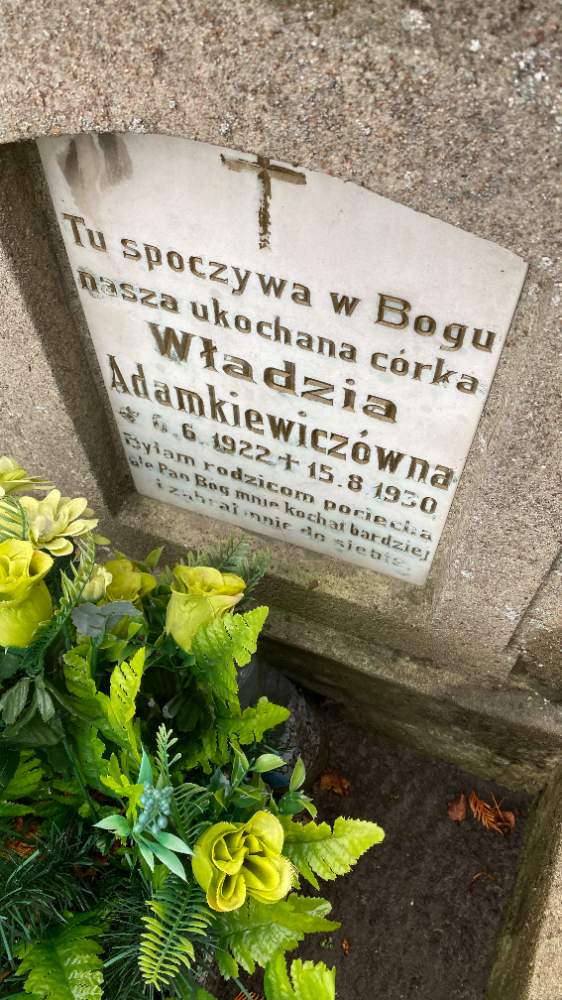 Tu spoczywa w Bogu
nasza ukochana córka
Władzia
Adamkiewiczówna
* 6.6.1922 + 15.8.1930
Byłam rodzicom pociechą
ale Pan Bóg mnie kochał bardziej
i zabrał mnie do siebie